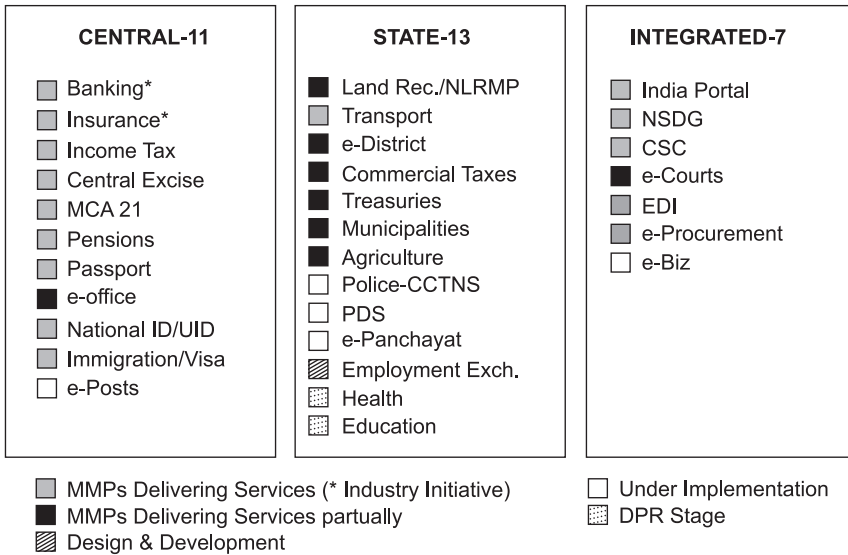 CENTRAL-11
Banking*
Insurance*
Income Tax
Central Excise
MCA 21
Pensions
Passport
e-office
National ID/UID
Immigration/Visa
e-Posts
STATE-13
Land Rec./NLRMP
Transport
e-District
Commercial Taxes
Treasuries
Municipalities
Agriculture
Police-CCTNS
PDS
e-Panchayat
Employment Exch.
Health
Education
INTEGRATED-7
India Portal
NSDG
CSC
e-Courts
EDI
e-Procurement
e-Biz
MMPs Delivering Services (* Industry Initiative)
MMPs Delivering Services partually
Design & Development
Under Implementation
DPR Stage